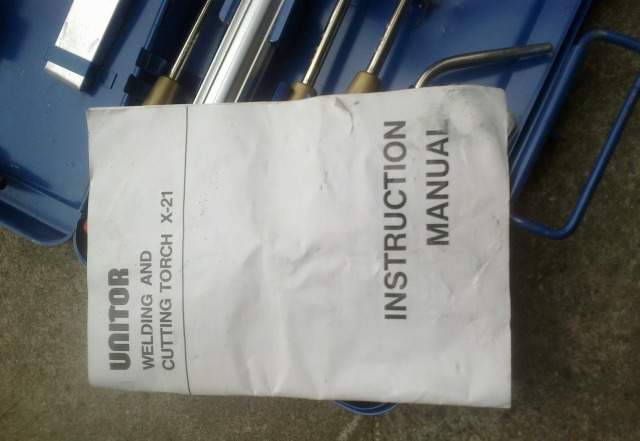 UNITOR
WELDING AND
CUTTING TORCH X-21
INSTRUCTION
MANUAL